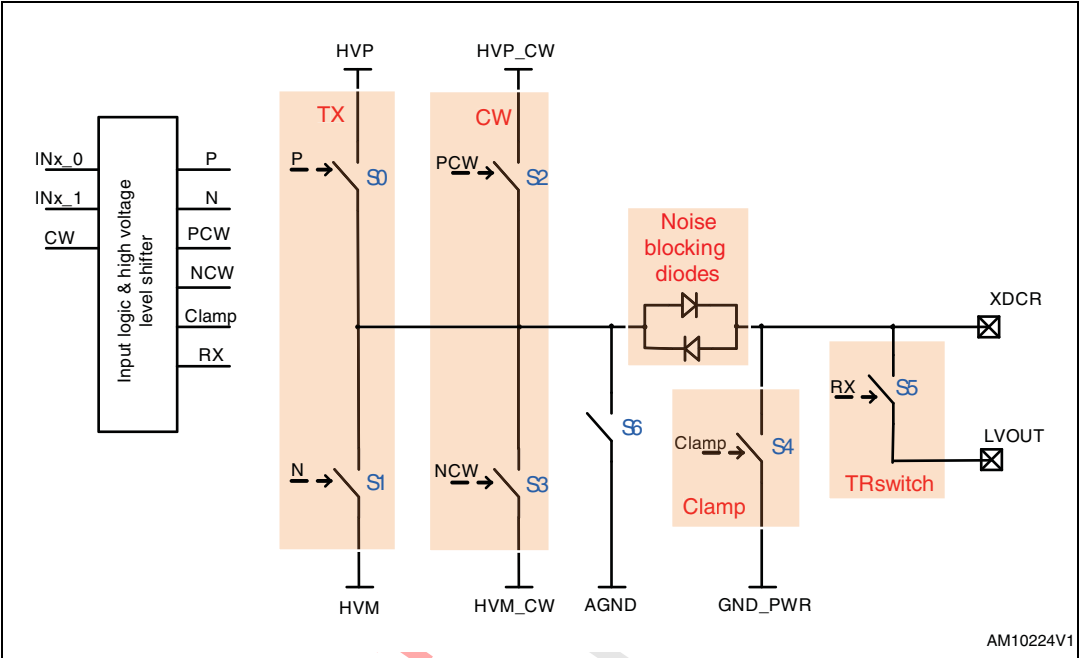 HVP
HVP_CW
TX
CW
INx_0
INx_1
CW
Input logic & high voltage
level shifter
P
N
PCW
NCW
Clamp
RX
P
S0
PCW
S2
Noise
blocking
diodes
XDCR
RX
S5
S6
Clamp
S4
LVOUT
N
S1
NCW
S3
Clamp
TRswitch
HVM
HVM_CW
AGND
GND_PWR
AM10224V1